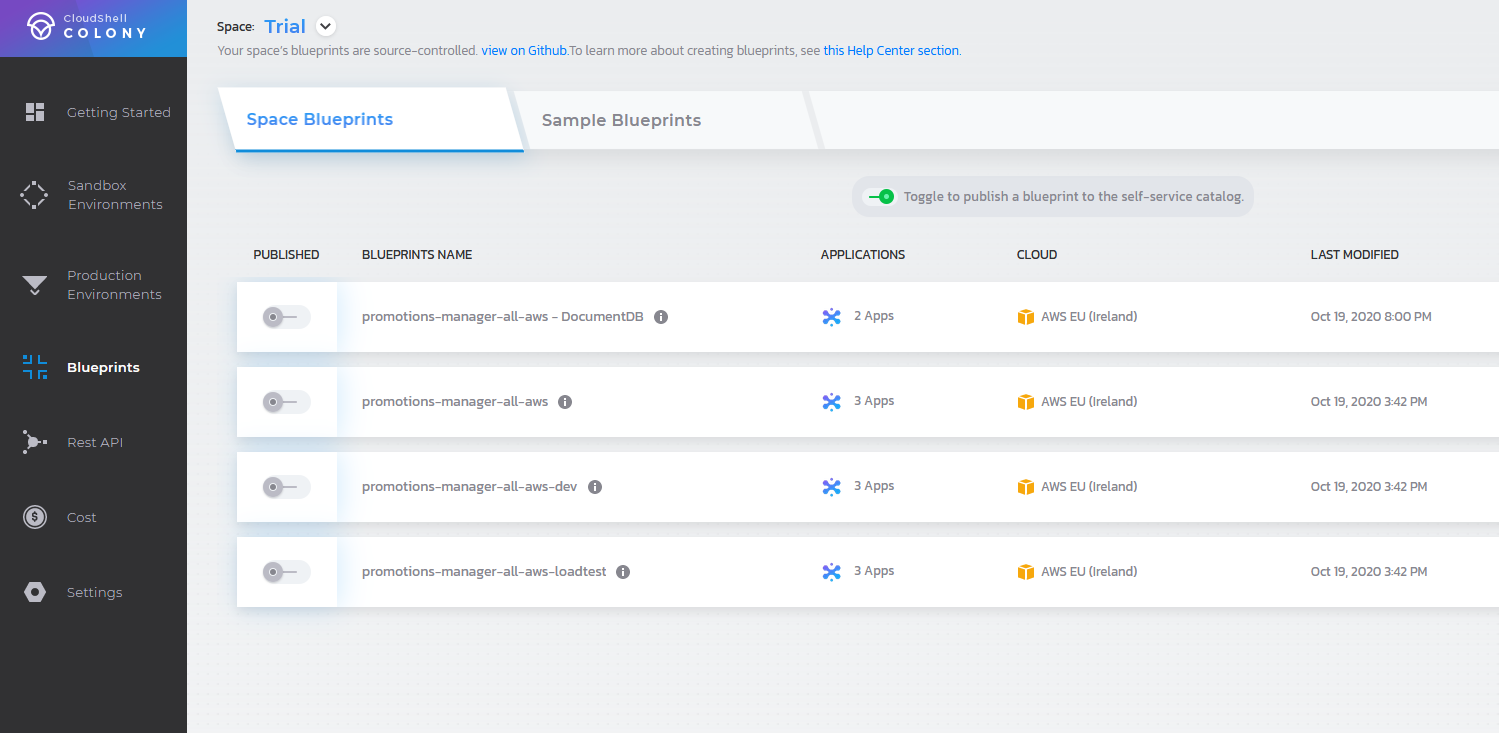 CloudShell
COLONY
Space: Trial
Your space's blueprints are source-controlled. view on Github.To learn more about creating blueprints, see this Help Center section.
Getting Started
Sandbox
Environments
Production
Environments
Blueprints
Rest API
Cost
Settings
Space Blueprints
Sample Blueprints
Toggle to publish a blueprint to the self-service catalog.
PUBLISHED BLUEPRINTS NAME APPLICATIONS CLOUD LAST MODIFIED
promotions-manager-all-aws - DocumentDB 2 Apps AWS EU (Ireland) Oct 19, 2020 8:00 PM
promotions-manager-all-aws 3 Apps AWS EU (Ireland) Oct 19, 2020 3:42 PM
promotions-manager-all-aws-dev 3 Apps AWS EU (Ireland) Oct 19, 2020 3:42 PM
promotions-manager-all-aws-loadtest 3 Apps AWS EU (Ireland) Oct 19, 2020 3:42 PM